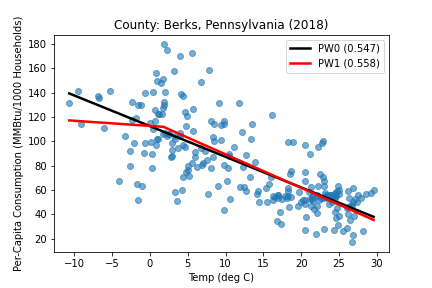 County: Berks, Pennsylvania (2018)
PW0 (0.547)
PW1 (0.558)
Per-Capita Consumption (MMBtu/1000 Households)
180
160
140
120
100
80
60
40
20
−10 −5 0 5 10 15 20 25 30
Temp (deg C)